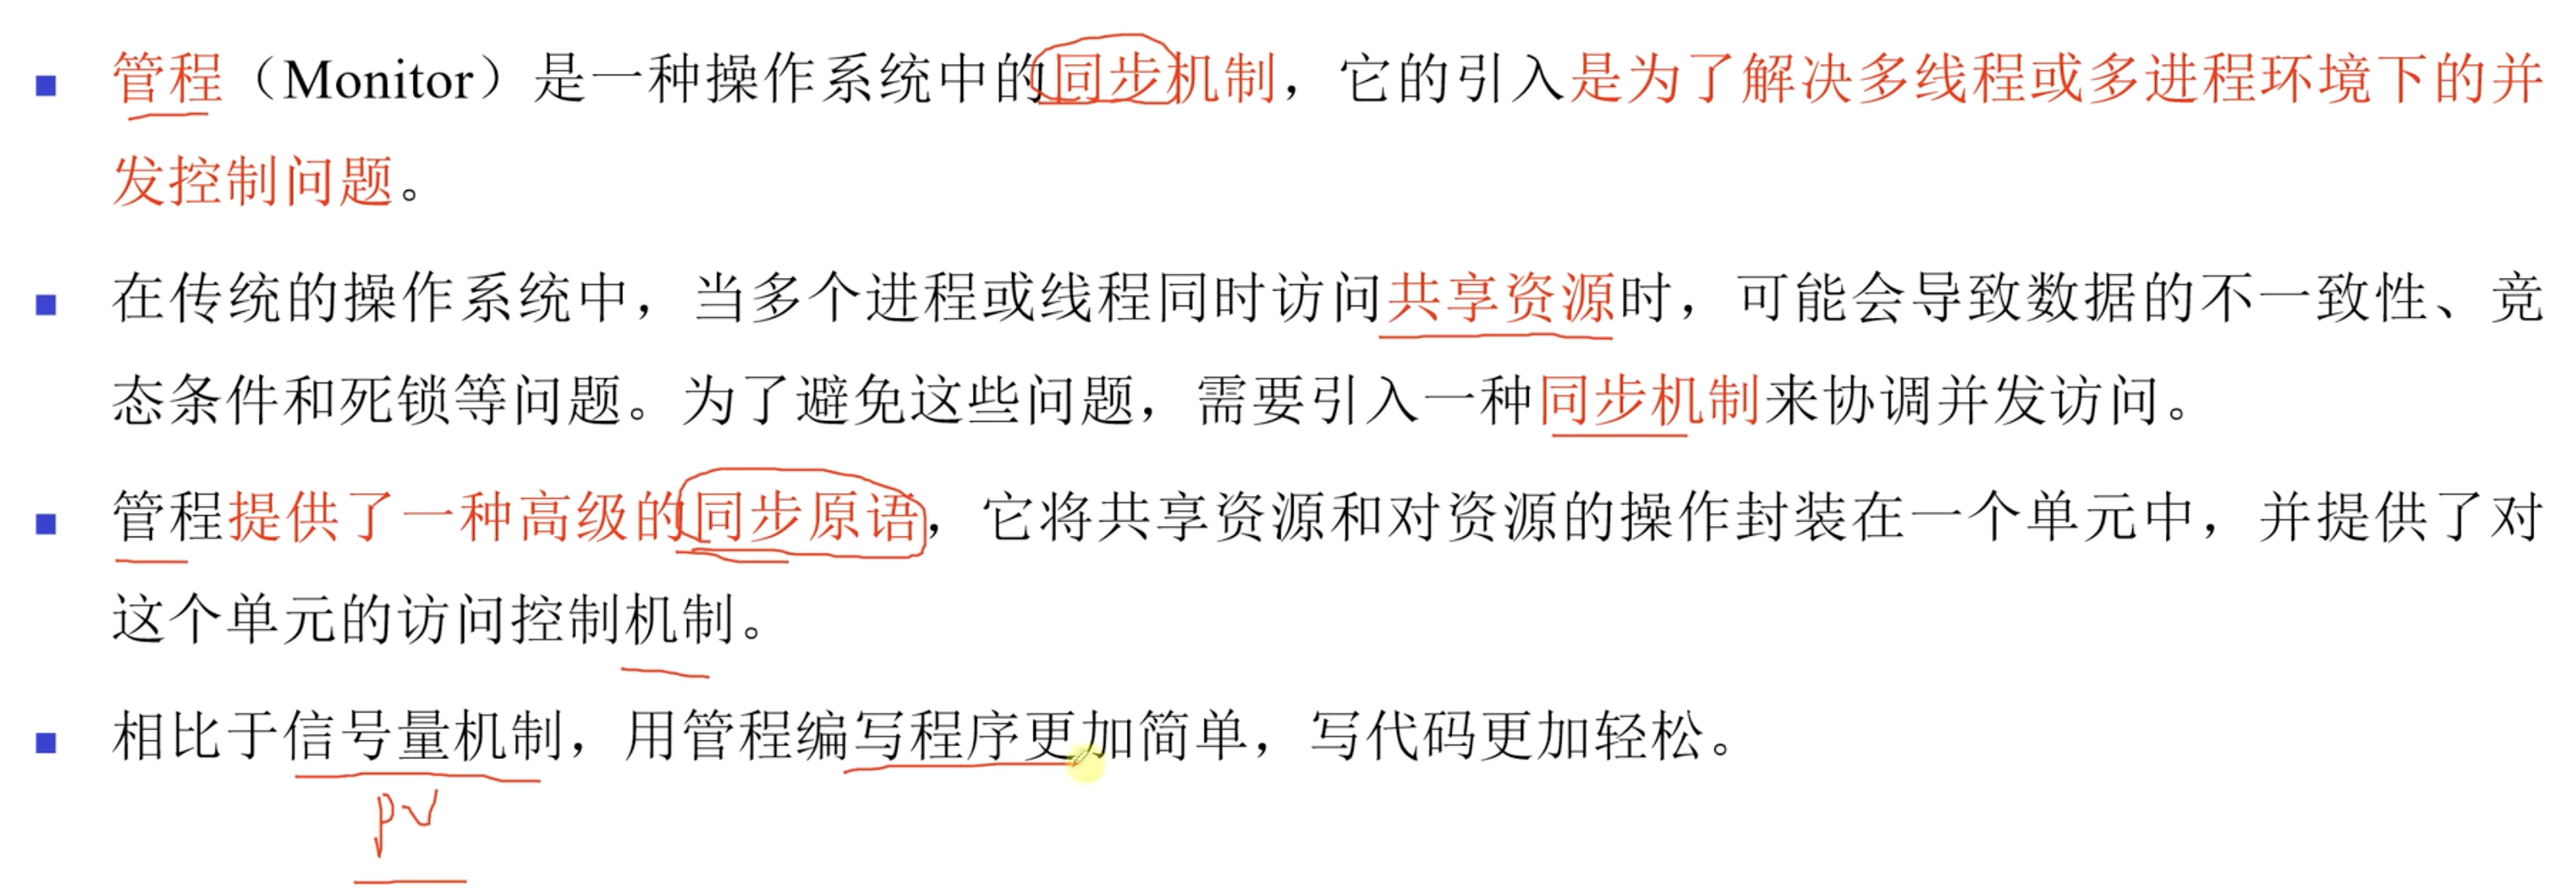 管程（Monitor）是一种操作系统中的同步机制，它的引入是为了解决多线程或多进程环境下的并
发控制问题。
在传统的操作系统中，当多个进程或线程同时访问共享资源时，可能会导致数据的不一致性、竞
态条件和死锁等问题。为了避免这些问题，需要引入一种同步机制来协调并发访问。
管程提供了一种高级的同步原语，它将共享资源和对资源的操作封装在一个单元中，并提供了对
这个单元的访问控制机制。
相比于信号量机制，用管程编写程序更加简单，写代码更加轻松。
pv